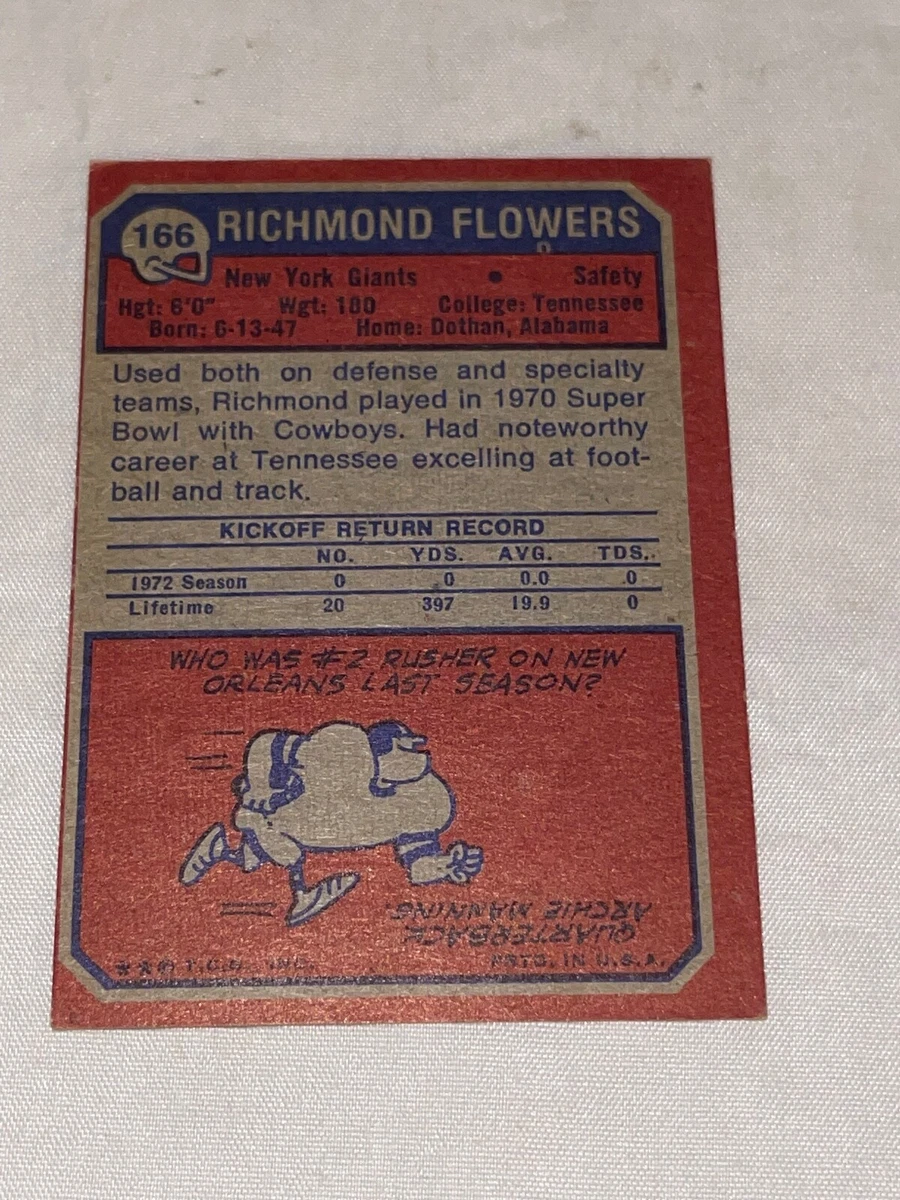 166 RICHMOND FLOWERS
New York Giants • Safety
Hgt: 6'0" Wgt: 180 College: Tennessee
Born: 6-13-47 Home: Dothan, Alabama
Used both on defense and specialty
teams, Richmond played in 1970 Super
Bowl with Cowboys. Had noteworthy
career at Tennessee excelling at foot-
ball and track.
KICKOFF RETURN RECORD
NO. YDS. AVG. TDS.
1972 Season 0 0 0.0 0
Lifetime 20 397 19.9 0
WHO WAS #2 RUSHER ON NEW
ORLEANS LAST SEASON?
QUARTERBACK
ARCHIE MANNING.
**© T.C.G. INC. PRTD. IN U.S.A.